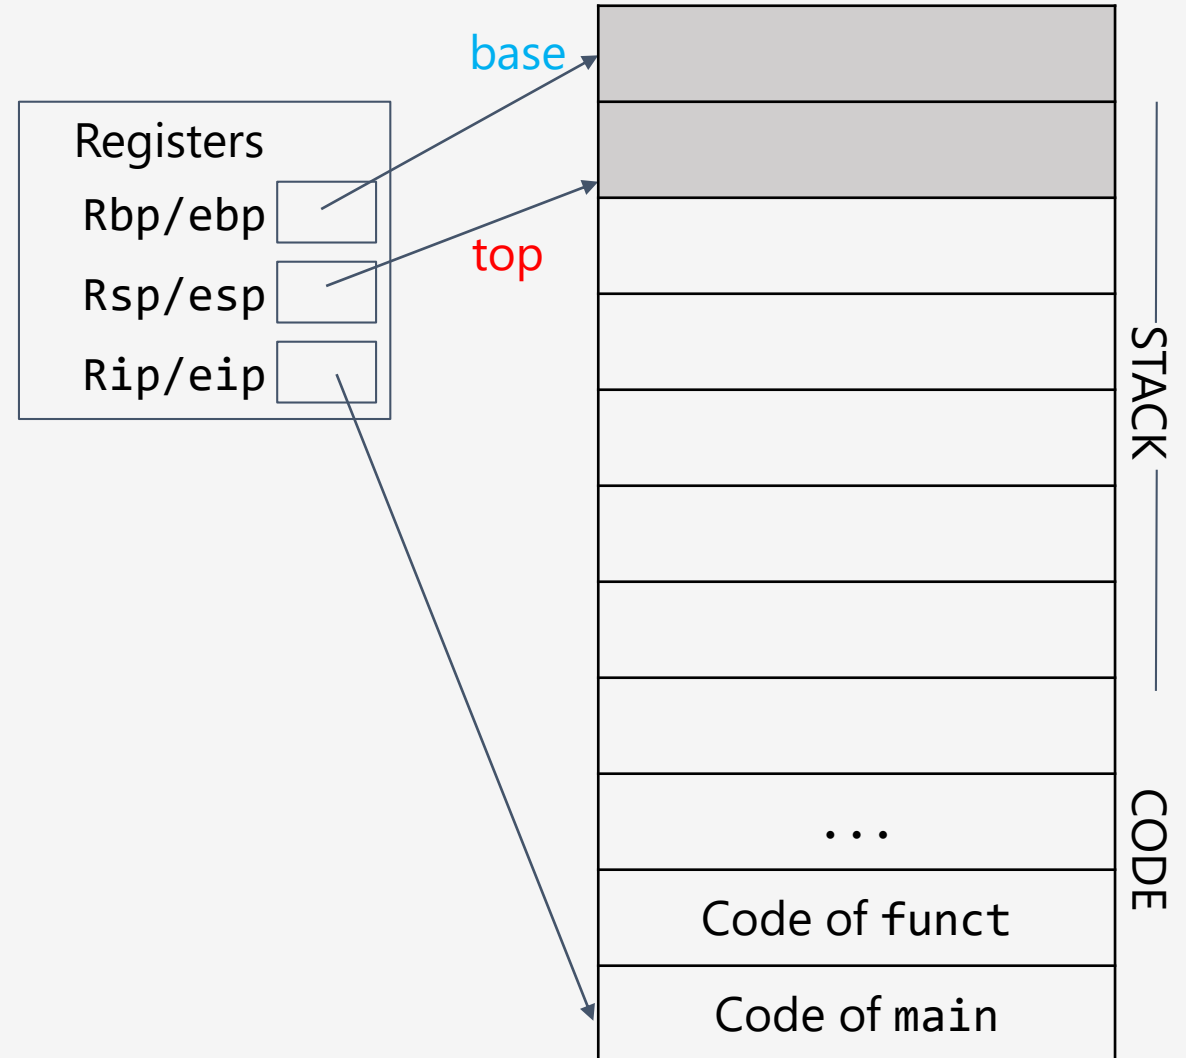 base
Registers
Rbp/ebp
Rsp/esp
top
Rip/eip
STACK
...
CODE
Code of funct
Code of main